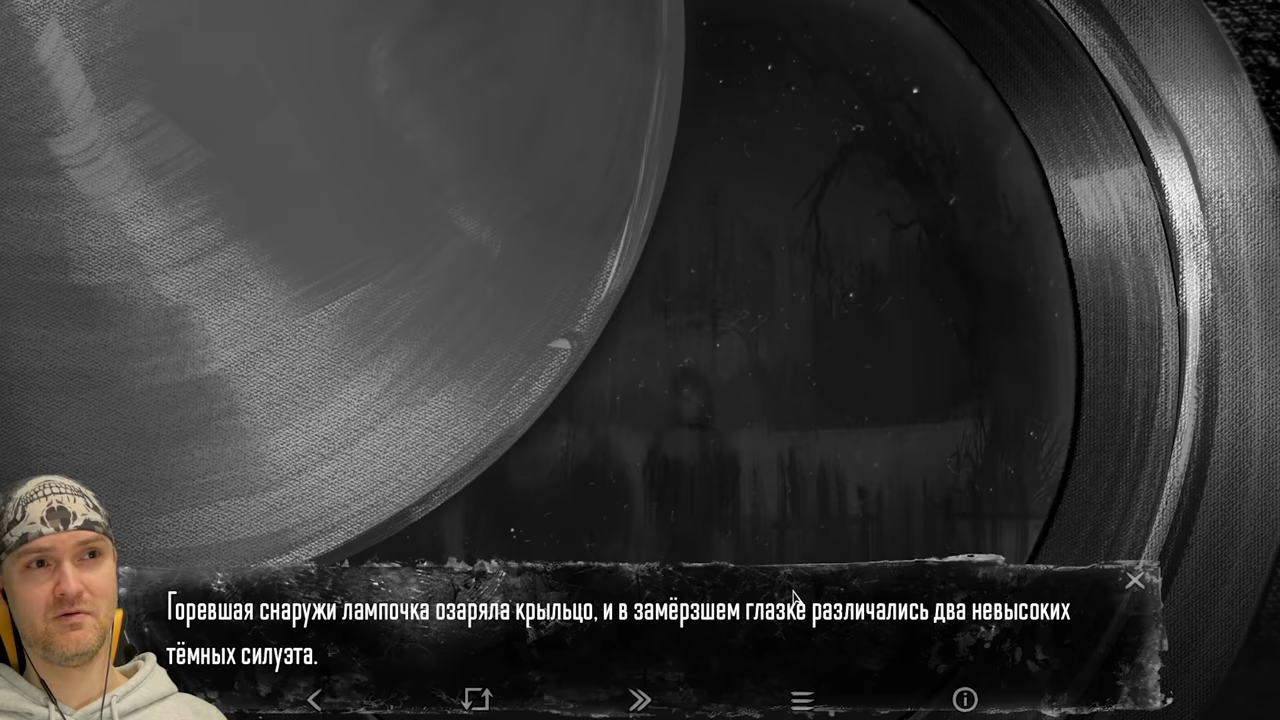 Горевшая снаружи лампочка озаряла крыльцо, и в замёрзшем глазке различались два невысоких
тёмных силуэта.